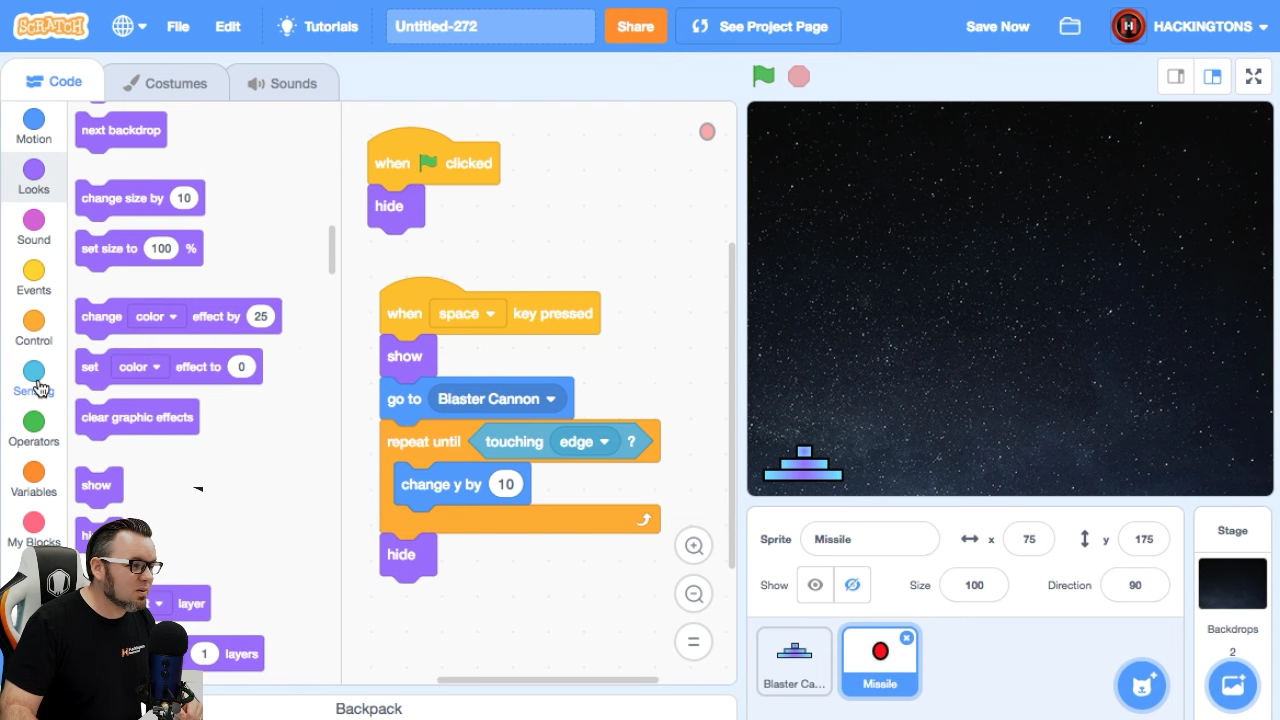 SCRATCH
File
Edit
Tutorials
Untitled-272
Share
See Project Page
Save Now
HACKINGTONS
Code
Costumes
Sounds
Motion
Looks
Sound
Events
Control
Operators
Variables
My Blocks
next backdrop
change size by 10
set size to 100 %
change color effect by 25
set color effect to 0
clear graphic effects
show
layer
1 layers
when clicked
hide
when space key pressed
show
go to Blaster Cannon
repeat until touching edge ?
change y by 10
hide
Sprite Missile x 75 y 175
Show Size 100 Direction 90
Blaster Ca...
Missile
Stage
Backdrops
2
Backpack